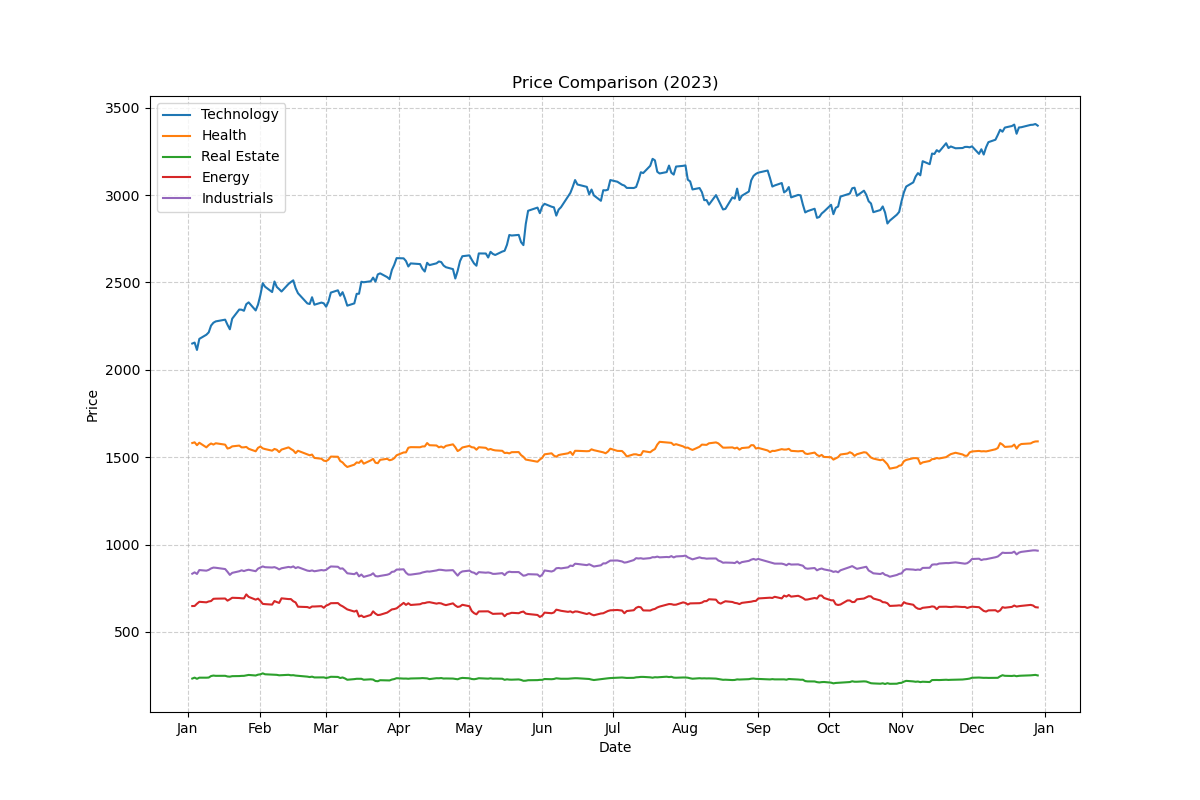 Price Comparison (2023)
3500
3000
2500
2000
1500
1000
500
Price
Technology
Health
Real Estate
Energy
Industrials
Jan Feb Mar Apr May Jun Jul Aug Sep Oct Nov Dec Jan
Date